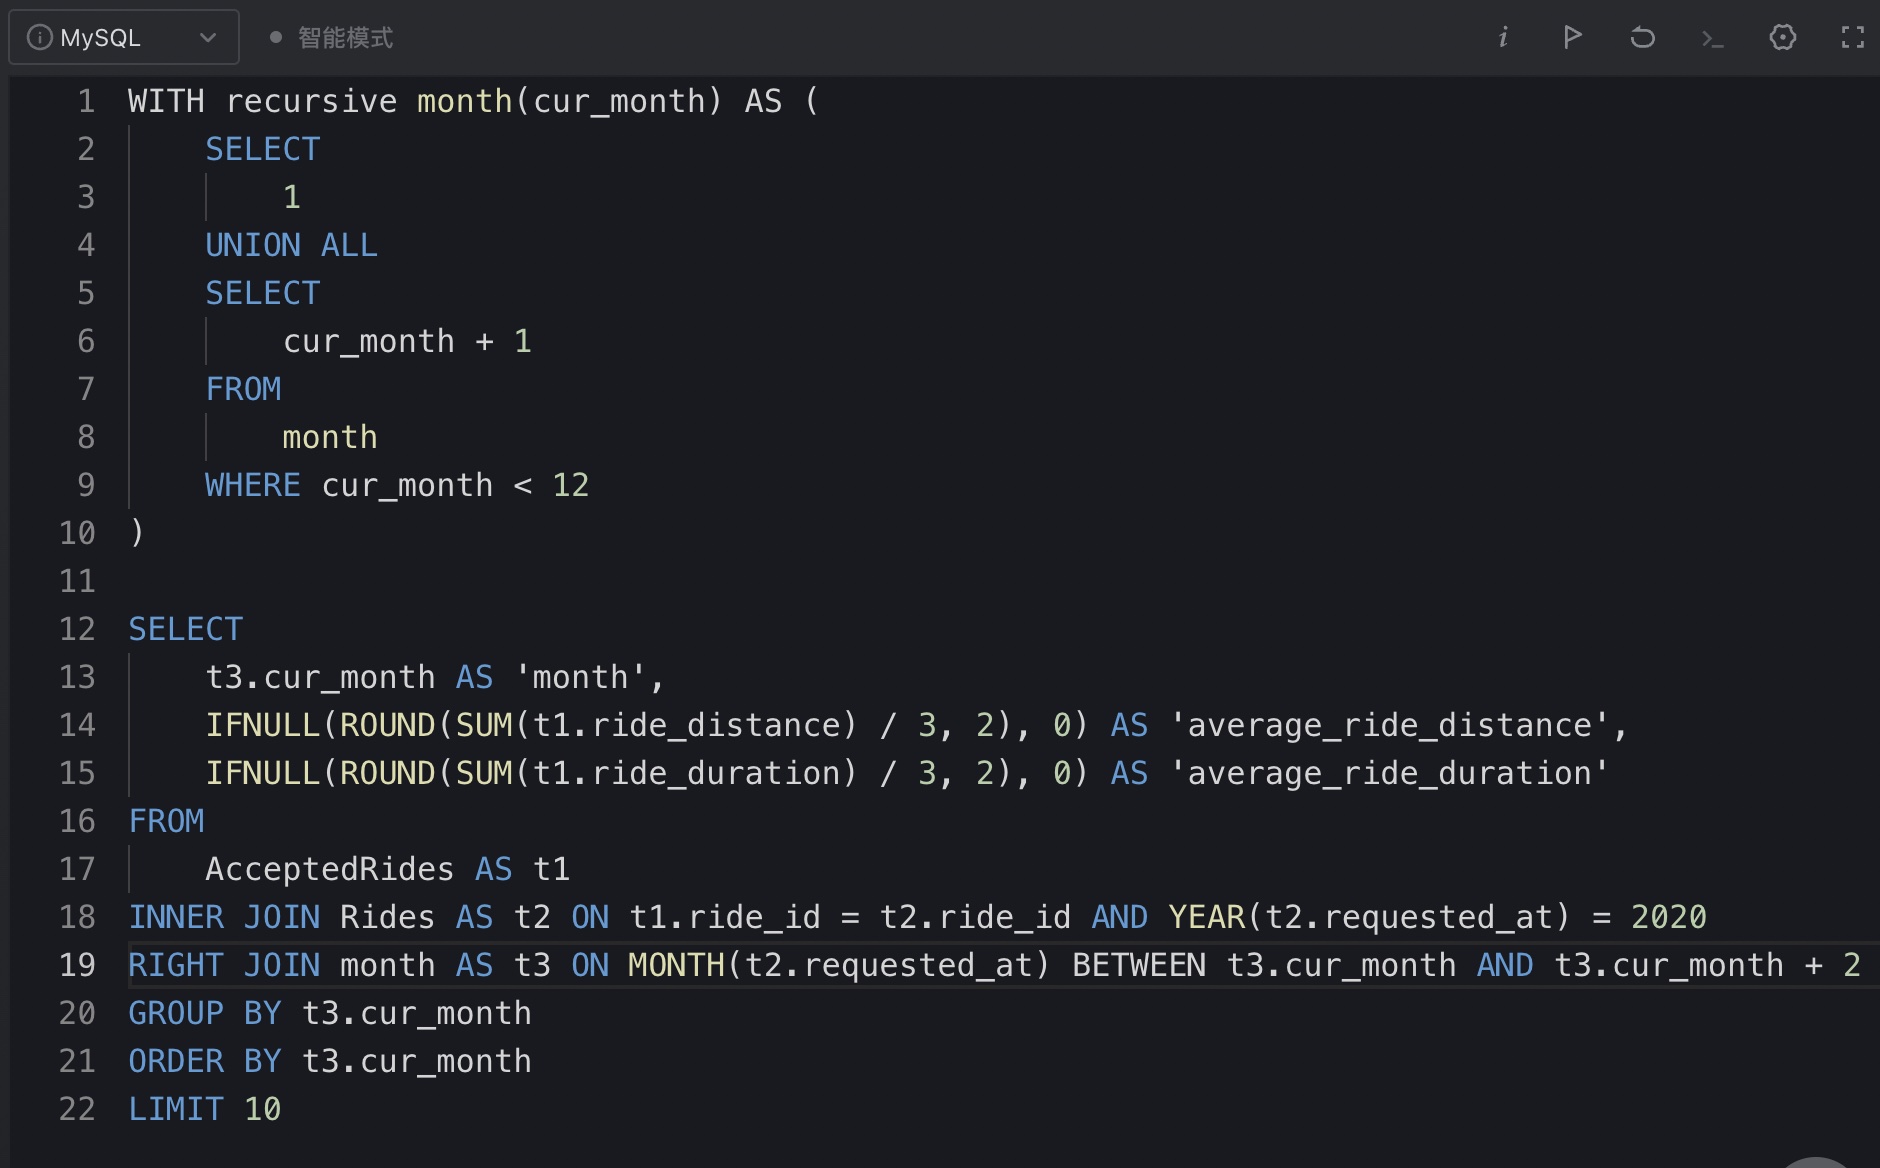 MySQL 智能模式
1 WITH recursive month(cur_month) AS (
2     SELECT
3         1
4     UNION ALL
5     SELECT
6         cur_month + 1
7     FROM
8         month
9     WHERE cur_month < 12
10 )
11
12 SELECT
13     t3.cur_month AS 'month',
14     IFNULL(ROUND(SUM(t1.ride_distance) / 3, 2), 0) AS 'average_ride_distance',
15     IFNULL(ROUND(SUM(t1.ride_duration) / 3, 2), 0) AS 'average_ride_duration'
16 FROM
17     AcceptedRides AS t1
18 INNER JOIN Rides AS t2 ON t1.ride_id = t2.ride_id AND YEAR(t2.requested_at) = 2020
19 RIGHT JOIN month AS t3 ON MONTH(t2.requested_at) BETWEEN t3.cur_month AND t3.cur_month + 2
20 GROUP BY t3.cur_month
21 ORDER BY t3.cur_month
22 LIMIT 10